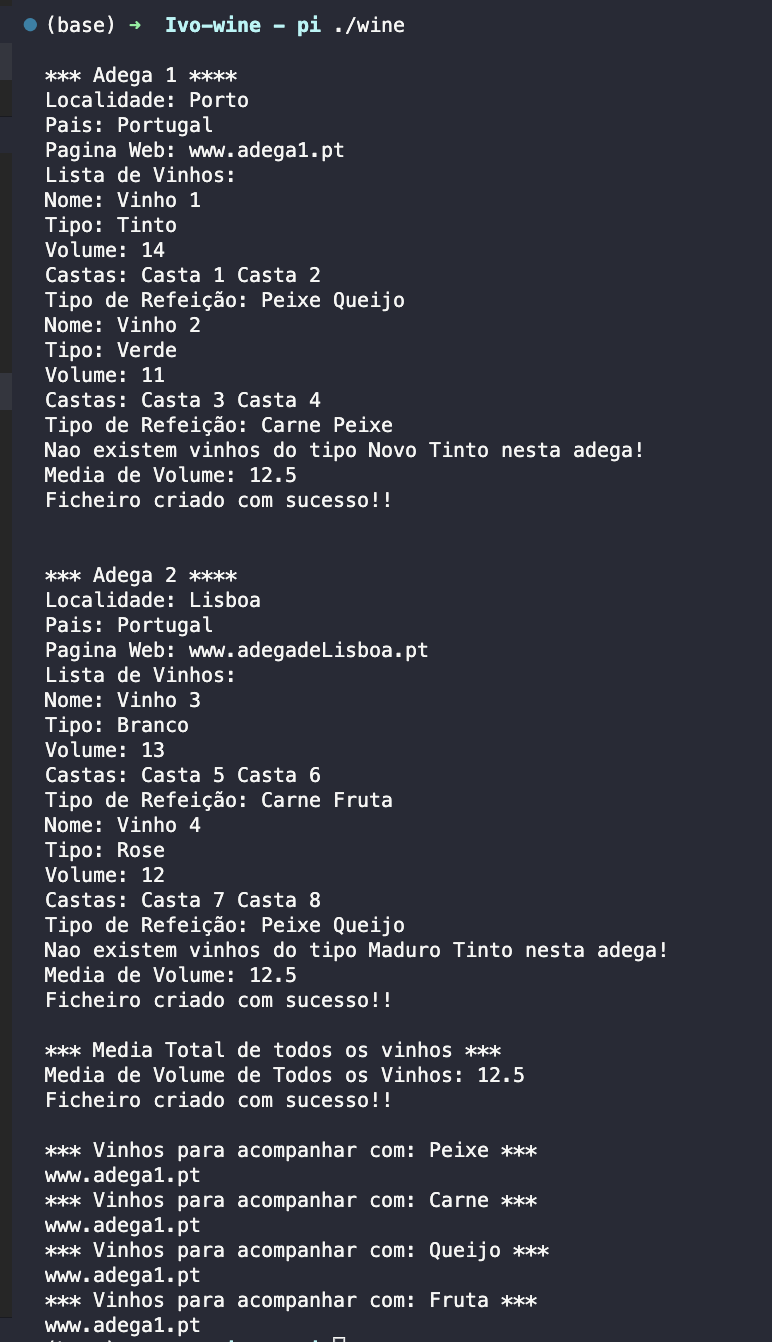 (base) → Ivo-wine - pi ./wine
*** Adega 1 ****
Localidade: Porto
Pais: Portugal
Pagina Web: www.adega1.pt
Lista de Vinhos:
Nome: Vinho 1
Tipo: Tinto
Volume: 14
Castas: Casta 1 Casta 2
Tipo de Refeição: Peixe Queijo
Nome: Vinho 2
Tipo: Verde
Volume: 11
Castas: Casta 3 Casta 4
Tipo de Refeição: Carne Peixe
Nao existem vinhos do tipo Novo Tinto nesta adega!
Media de Volume: 12.5
Ficheiro criado com sucesso!!
*** Adega 2 ****
Localidade: Lisboa
Pais: Portugal
Pagina Web: www.adegadeLisboa.pt
Lista de Vinhos:
Nome: Vinho 3
Tipo: Branco
Volume: 13
Castas: Casta 5 Casta 6
Tipo de Refeição: Carne Fruta
Nome: Vinho 4
Tipo: Rose
Volume: 12
Castas: Casta 7 Casta 8
Tipo de Refeição: Peixe Queijo
Nao existem vinhos do tipo Maduro Tinto nesta adega!
Media de Volume: 12.5
Ficheiro criado com sucesso!!
*** Media Total de todos os vinhos ***
Media de Volume de Todos os Vinhos: 12.5
Ficheiro criado com sucesso!!
*** Vinhos para acompanhar com: Peixe ***
www.adega1.pt
*** Vinhos para acompanhar com: Carne ***
www.adega1.pt
*** Vinhos para acompanhar com: Queijo ***
www.adega1.pt
*** Vinhos para acompanhar com: Fruta ***
www.adega1.pt